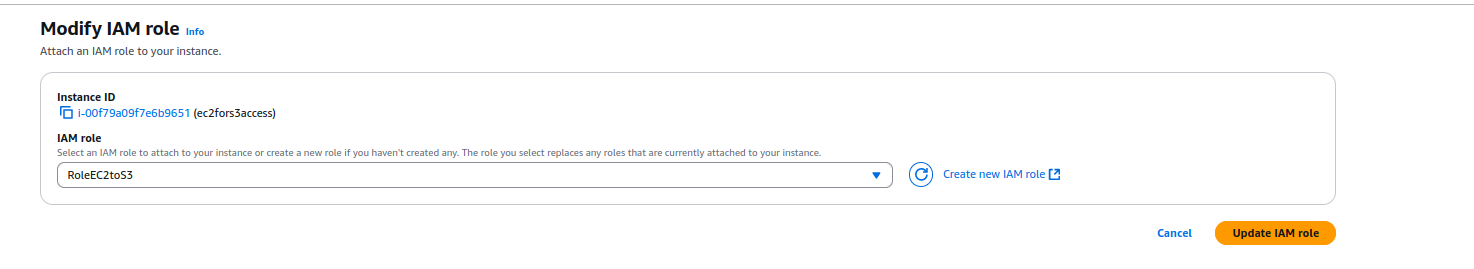 Modify IAM role Info
Attach an IAM role to your instance.
Instance ID
i-00f79a09f7e6b9651 (ec2fors3access)
IAM role
Select an IAM role to attach to your instance or create a new role if you haven't created any. The role you select replaces any roles that are currently attached to your instance.
RoleEC2toS3
Create new IAM role
Cancel
Update IAM role